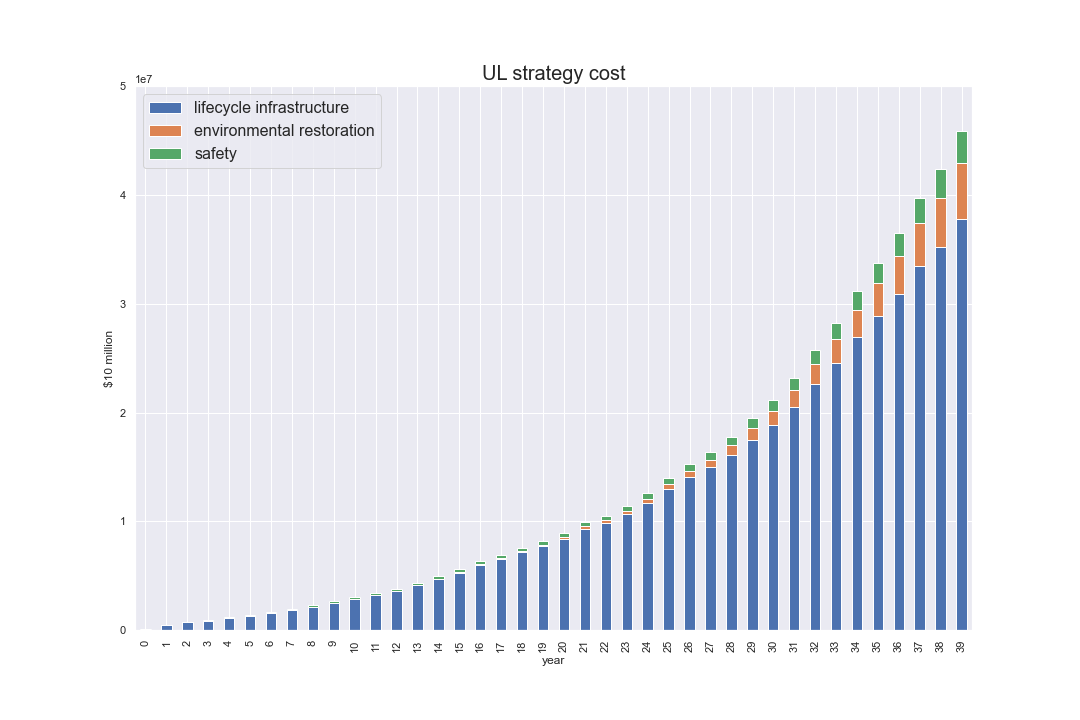 UL strategy cost
1e7
5
4
3
2
1
0
$10 million
lifecycle infrastructure
environmental restoration
safety
0 1 2 3 4 5 6 7 8 9 10 11 12 13 14 15 16 17 18 19 20 21 22 23 24 25 26 27 28 29 30 31 32 33 34 35 36 37 38 39
year